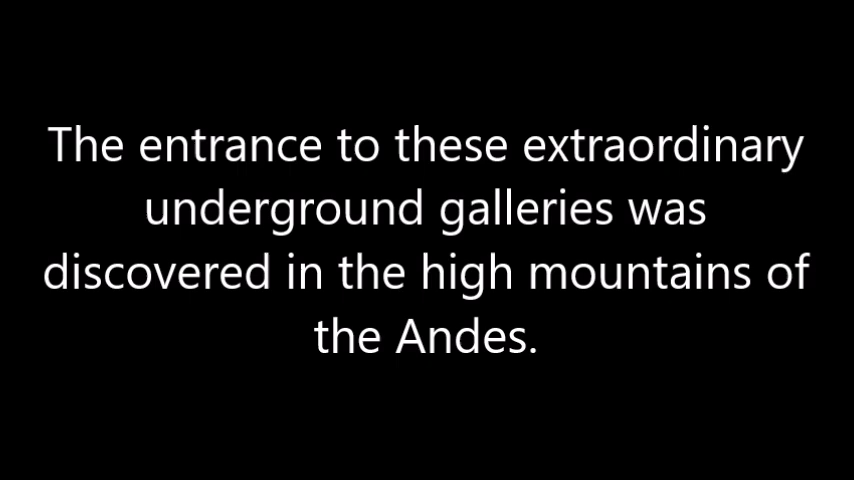 The entrance to these extraordinary
underground galleries was
discovered in the high mountains of
the Andes.